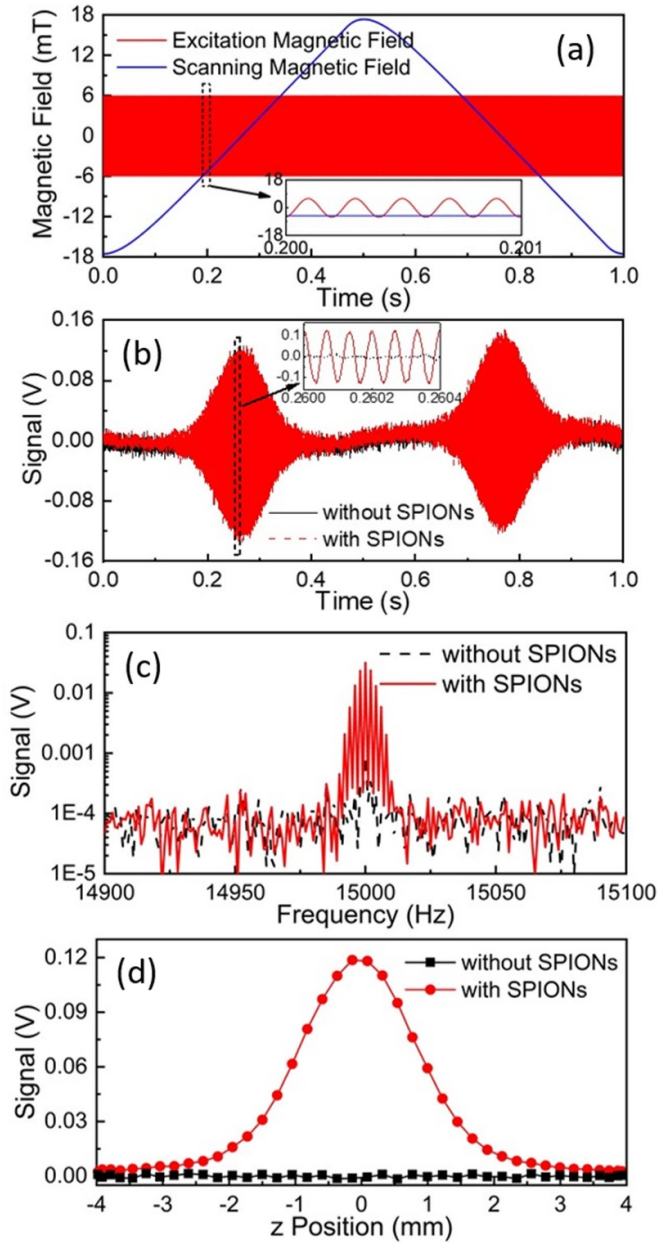 18
12
6
0
-6
-12
-18
Magnetic Field (mT)
Excitation Magnetic Field
Scanning Magnetic Field
(a)
18
0
-18
0.200
0.201
0.0
0.2
0.4
0.6
0.8
1.0
Time (s)
0.16
0.08
0.00
-0.08
-0.16
Signal (V)
(b)
0.1
0.0
-0.1
0.2600
0.2602
0.2604
without SPIONs
with SPIONs
0.0
0.2
0.4
0.6
0.8
1.0
Time (s)
0.1
0.01
0.001
1E-4
1E-5
Signal (V)
(c)
without SPIONs
with SPIONs
14900
14950
15000
15050
15100
Frequency (Hz)
0.12
0.09
0.06
0.03
0.00
Signal (V)
(d)
without SPIONs
with SPIONs
-4
-3
-2
-1
0
1
2
3
4
z Position (mm)